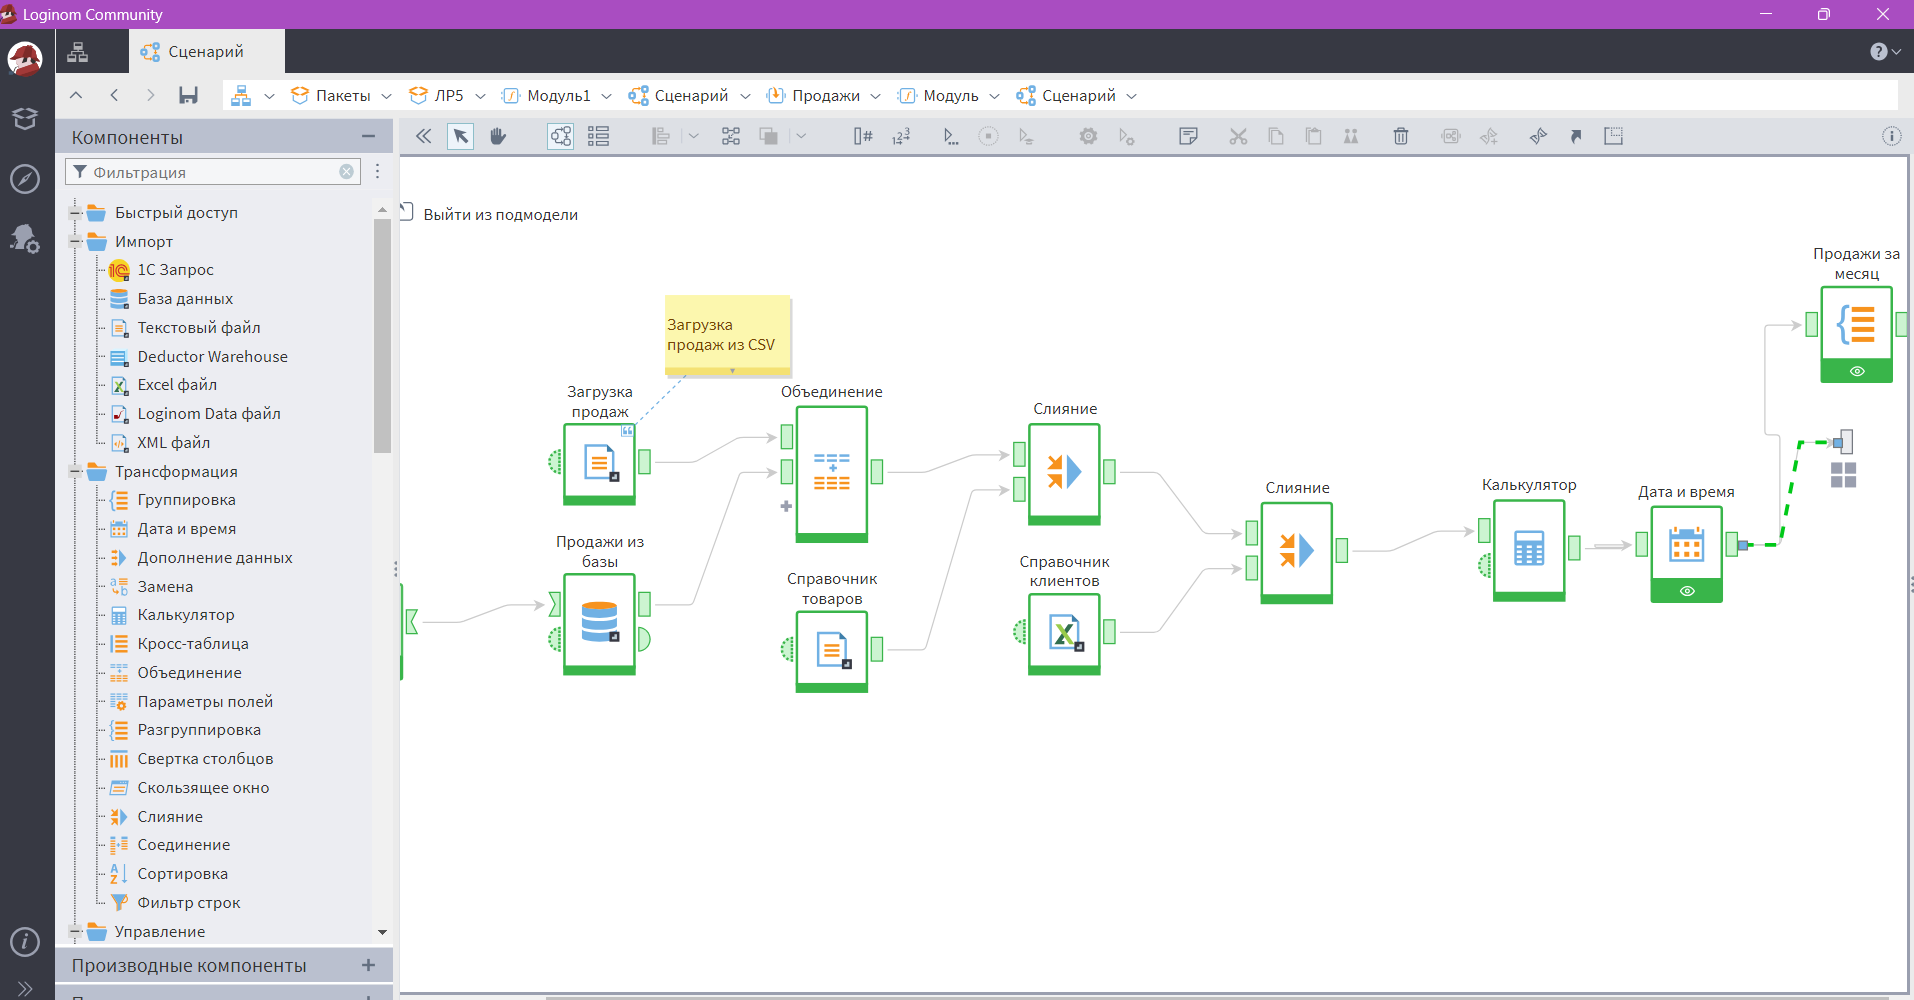 Loginom Community
Сценарий
Пакеты
ЛР5
Модуль1
Сценарий
Продажи
Модуль
Сценарий
Компоненты
Фильтрация
Быстрый доступ
Импорт
1С Запрос
База данных
Текстовый файл
Deductor Warehouse
Excel файл
Loginom Data файл
XML файл
Трансформация
Группировка
Дата и время
Дополнение данных
Замена
Калькулятор
Кросс-таблица
Объединение
Параметры полей
Разгруппировка
Свертка столбцов
Скользящее окно
Слияние
Соединение
Сортировка
Фильтр строк
Управление
Производные компоненты
Выйти из подмодели
Загрузка
продаж из CSV
Загрузка
продаж
Объединение
Продажи из
базы
Справочник
товаров
Слияние
Справочник
клиентов
Слияние
Калькулятор
Дата и время
Продажи за
месяц